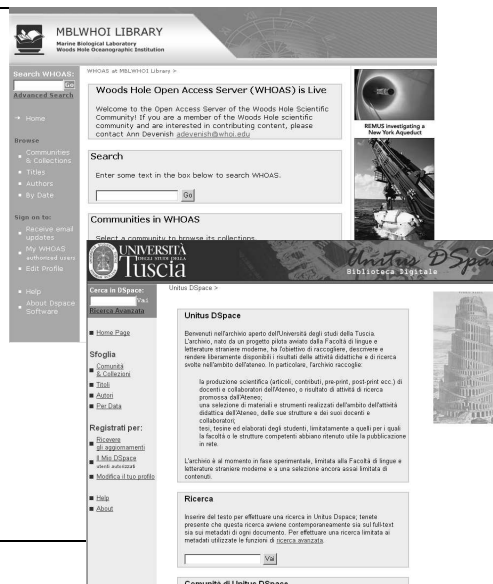 MBLWHOI LIBRARY
Marine Biological Laboratory
Woods Hole Oceanographic Institution
Search WHOAS:
Go
Advanced Search
Home
Browse
Communities
& Collections
Titles
Authors
By Date
Sign on to:
Receive email
updates
My WHOAS
authorized users
Edit Profile
Help
About Dspace
Software
WHOAS at MBLWHOI Library >
Woods Hole Open Access Server (WHOAS) is Live
Welcome to the Open Access Server of the Woods Hole Scientific
Community! If you are a member of the Woods Hole scientific
community and are interested in contributing content, please
contact Ann Devenish adevenish@whoi.edu
Search
Enter some text in the box below to search WHOAS.
Go
Communities in WHOAS
Select a community to browse its collections.
REMUS investigating a
New York Aqueduct
UNIVERSITÀ
DEGLI STUDI DELLA
Tuscia
Unitus DSpace
Biblioteca Digitale
Cerca in DSpace:
Vai
Ricerca Avanzata
Home Page
Sfoglia
Comunità
& Collezioni
Titoli
Autori
Per Data
Registrati per:
Ricevere
gli aggiornamenti
Il Mio DSpace
utenti autorizzati
Modifica il tuo profilo
Help
About
Unitus DSpace >
Unitus DSpace
Benvenuti nell'archivio aperto dell'Università degli studi della Tuscia.
L'archivio, nato da un progetto pilota avviato dalla Facoltà di lingue e
letterature straniere moderne, ha l'obiettivo di raccogliere, descrivere e
rendere liberamente disponibili i risultati delle attività didattiche e di ricerca
svolte nell'ambito dell'ateneo. In particolare, l'archivio raccoglie:
la produzione scientifica (articoli, contributi, pre-print, post-print ecc.) di
docenti e collaboratori dell'Ateneo, o risultato di attività di ricerca
promossa dall'Ateneo;
una selezione di materiali e strumenti realizzati dell'ambito dell'attività
didattica dell'Ateneo, delle sue strutture e dei suoi docenti e
collaboratori;
tesi, tesine ed elaborati degli studenti, limitatamente a quelli per i quali
la facoltà o le strutture competenti abbiano ritenuto utile la pubblicazione
in rete.
L'archivio è al momento in fase sperimentale, limitata alla Facoltà di lingue e
letterature straniere moderne e a una selezione ancora assai limitata di
contenuti.
Ricerca
Inserire del testo per effettuare una ricerca in Unitus Dspace; tenete
presente che questa ricerca avviene contemporaneamente sia sul full-text
sia sui metadati di ogni documento. Per effettuare una ricerca limitata ai
metadati utilizzate le funzioni di ricerca avanzata.
Vai
Comunità di Unitus DSpace